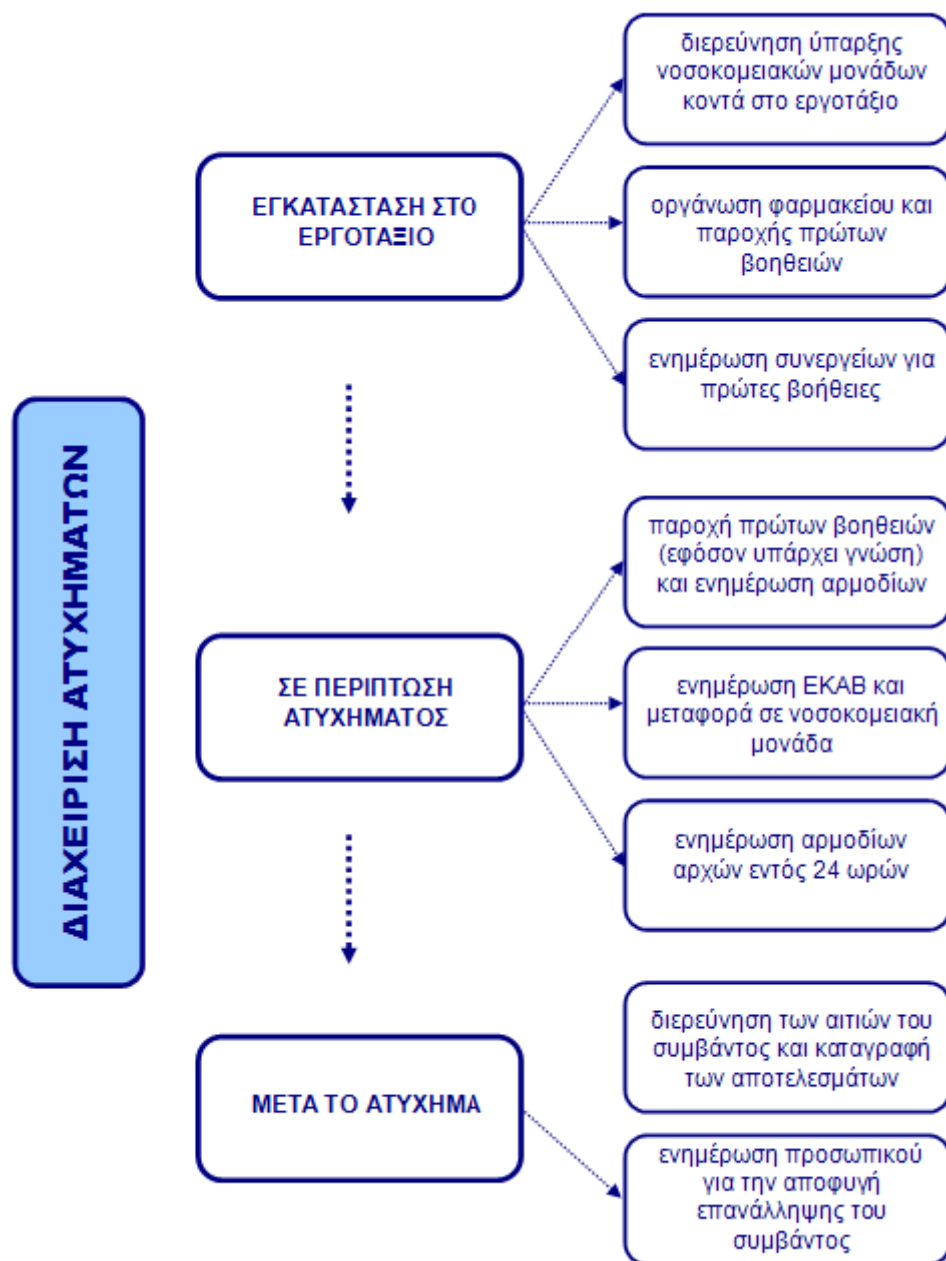 ΔΙΑΧΕΙΡΙΣΗ ΑΤΥΧΗΜΑΤΩΝ
ΕΓΚΑΤΑΣΤΑΣΗ ΣΤΟ
ΕΡΓΟΤΑΞΙΟ
διερεύνηση ύπαρξης
νοσοκομειακών μονάδων
κοντά στο εργοτάξιο
οργάνωση φαρμακείου και
παροχής πρώτων
βοηθειών
ενημέρωση συνεργείων για
πρώτες βοήθειες
ΣΕ ΠΕΡΙΠΤΩΣΗ
ΑΤΥΧΗΜΑΤΟΣ
παροχή πρώτων βοηθειών
(εφόσον υπάρχει γνώση)
και ενημέρωση αρμοδίων
ενημέρωση ΕΚΑΒ και
μεταφορά σε νοσοκομειακή
μονάδα
ενημέρωση αρμοδίων
αρχών εντός 24 ωρών
ΜΕΤΑ ΤΟ ΑΤΥΧΗΜΑ
διερεύνηση των αιτιών του
συμβάντος και καταγραφή
των αποτελεσμάτων
ενημέρωση προσωπικού
για την αποφυγή
επανάλληψης του
συμβάντος